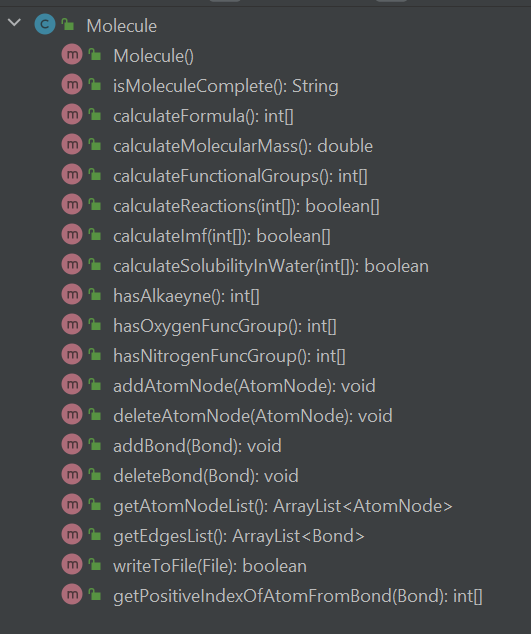 Molecule
Molecule()
isMoleculeComplete(): String
calculateFormula(): int[]
calculateMolecularMass(): double
calculateFunctionalGroups(): int[]
calculateReactions(int[]): boolean[]
calculateImf(int[]): boolean[]
calculateSolubilityInWater(int[]): boolean
hasAlkaeyne(): int[]
hasOxygenFuncGroup(): int[]
hasNitrogenFuncGroup(): int[]
addAtomNode(AtomNode): void
deleteAtomNode(AtomNode): void
addBond(Bond): void
deleteBond(Bond): void
getAtomNodeList(): ArrayList<AtomNode>
getEdgesList(): ArrayList<Bond>
writeToFile(File): boolean
getPositiveIndexOfAtomFromBond(Bond): int[]